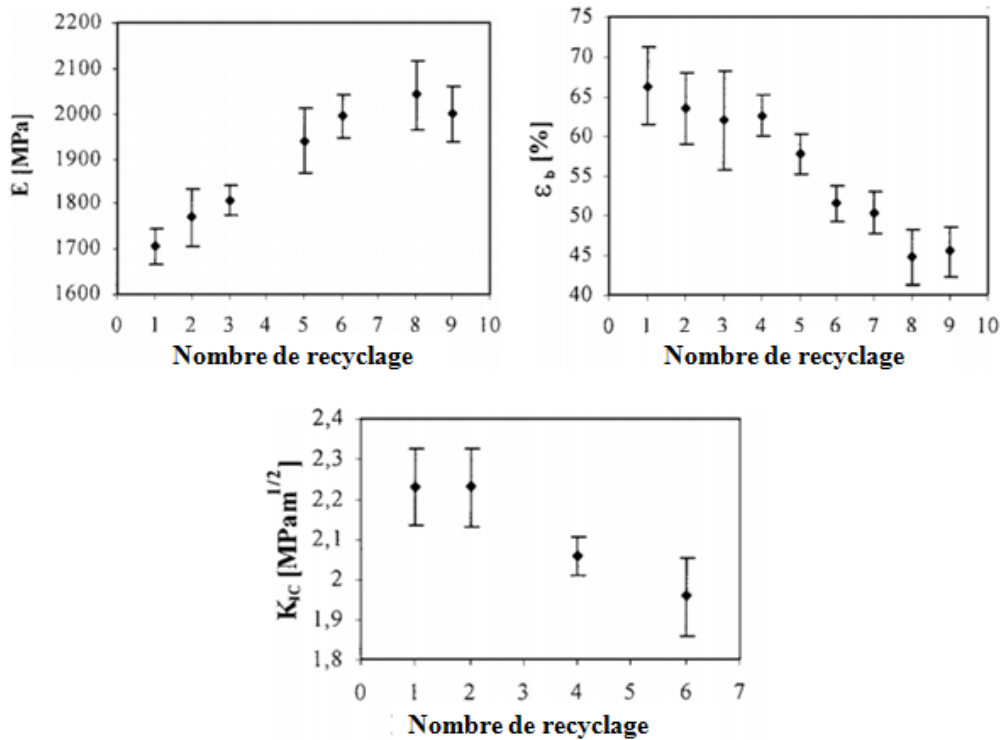 2200
2100
2000
1900
1800
1700
1600
E [MPa]
0 1 2 3 4 5 6 7 8 9 10
Nombre de recyclage
75
70
65
60
55
50
45
40
ε b [%]
0 1 2 3 4 5 6 7 8 9 10
Nombre de recyclage
2,4
2,3
2,2
2,1
2
1,9
1,8
KIC [MPam1/2]
0 1 2 3 4 5 6 7
Nombre de recyclage